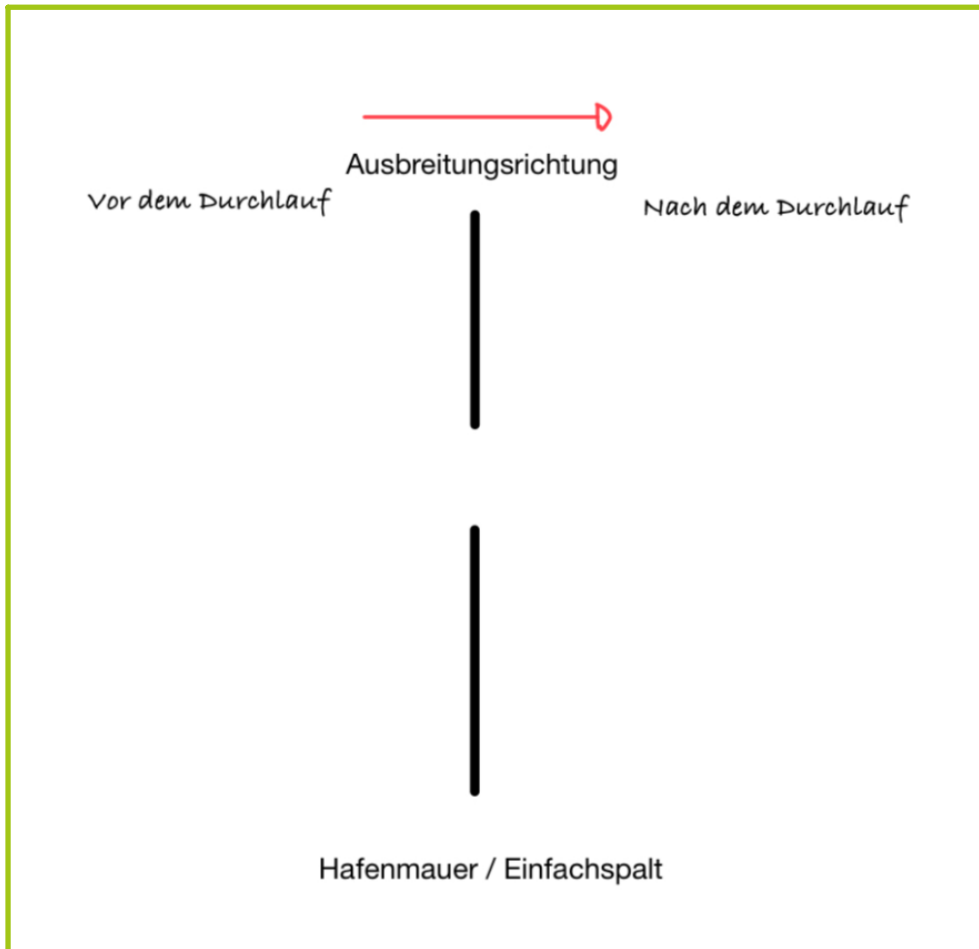 Ausbreitungsrichtung
Vor dem Durchlauf
Nach dem Durchlauf
Hafenmauer / Einfachspalt